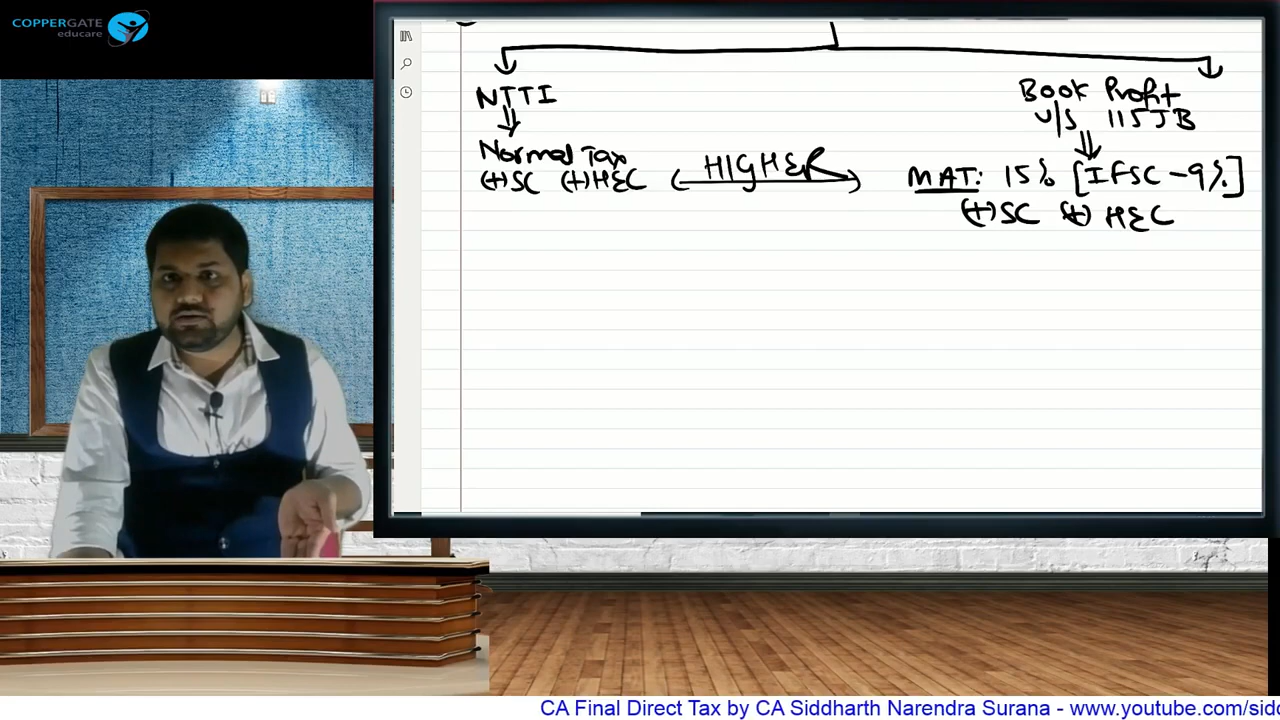 COPPERGATE
educare
NTTI
Normal Tax
(+)SC (+)HEC
HIGHER
Book Profit
u/s 115JB
MAT: 15% [IFSC - 9%]
(+)SC (+) HEC
CA Final Direct Tax by CA Siddharth Narendra Surana - www.youtube.com/sidd